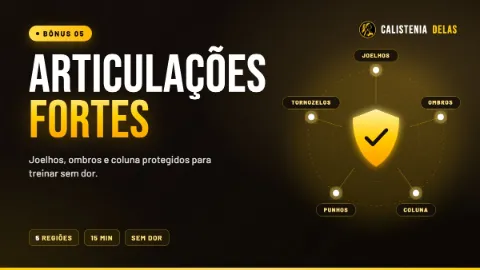 BÔNUS 05
CALISTENIA DELAS
ARTICULAÇÕES
FORTES
Joelhos, ombros e coluna protegidos para
treinar sem dor.
JOELHOS
TORNOZELOS
OMBROS
PUNHOS
COLUNA
5 REGIÕES
15 MIN
SEM DOR